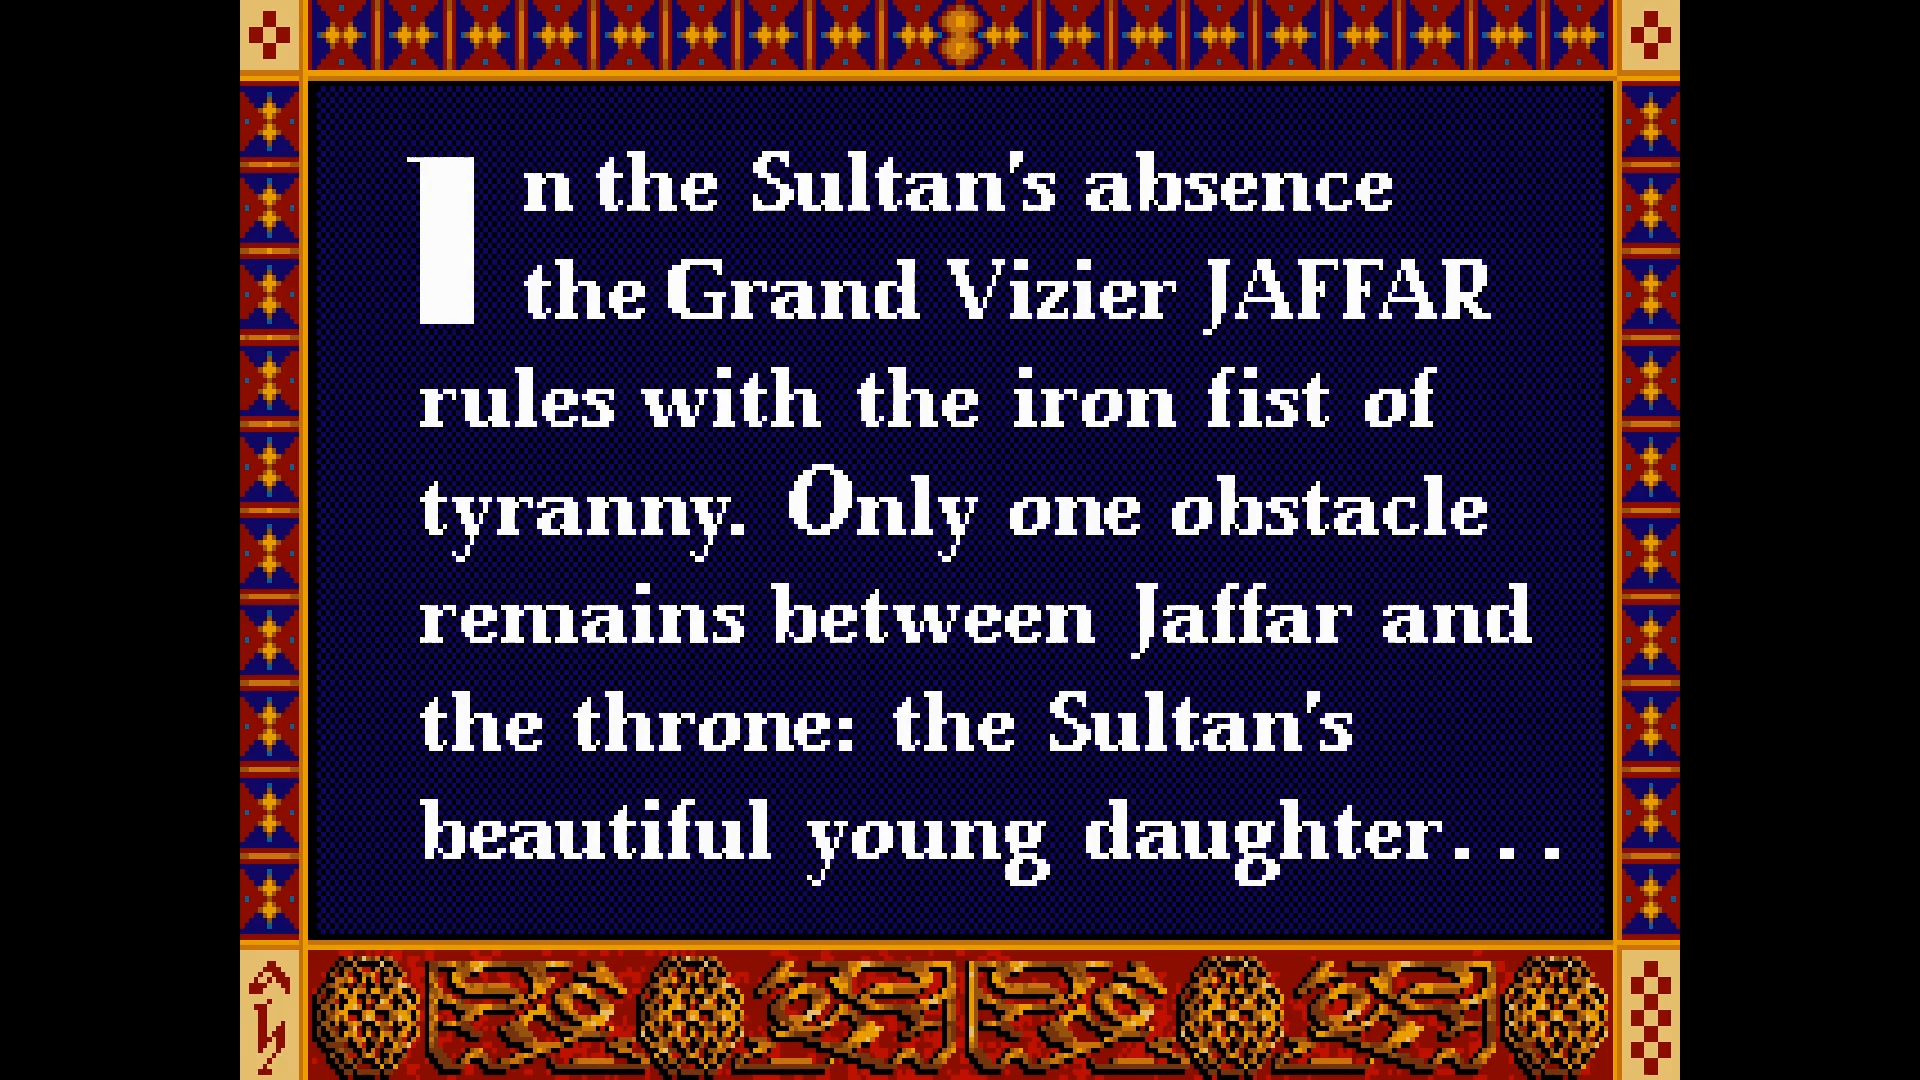 In the Sultan's absence
the Grand Vizier JAFFAR
rules with the iron fist of
tyranny. Only one obstacle
remains between Jaffar and
the throne: the Sultan's
beautiful young daughter...